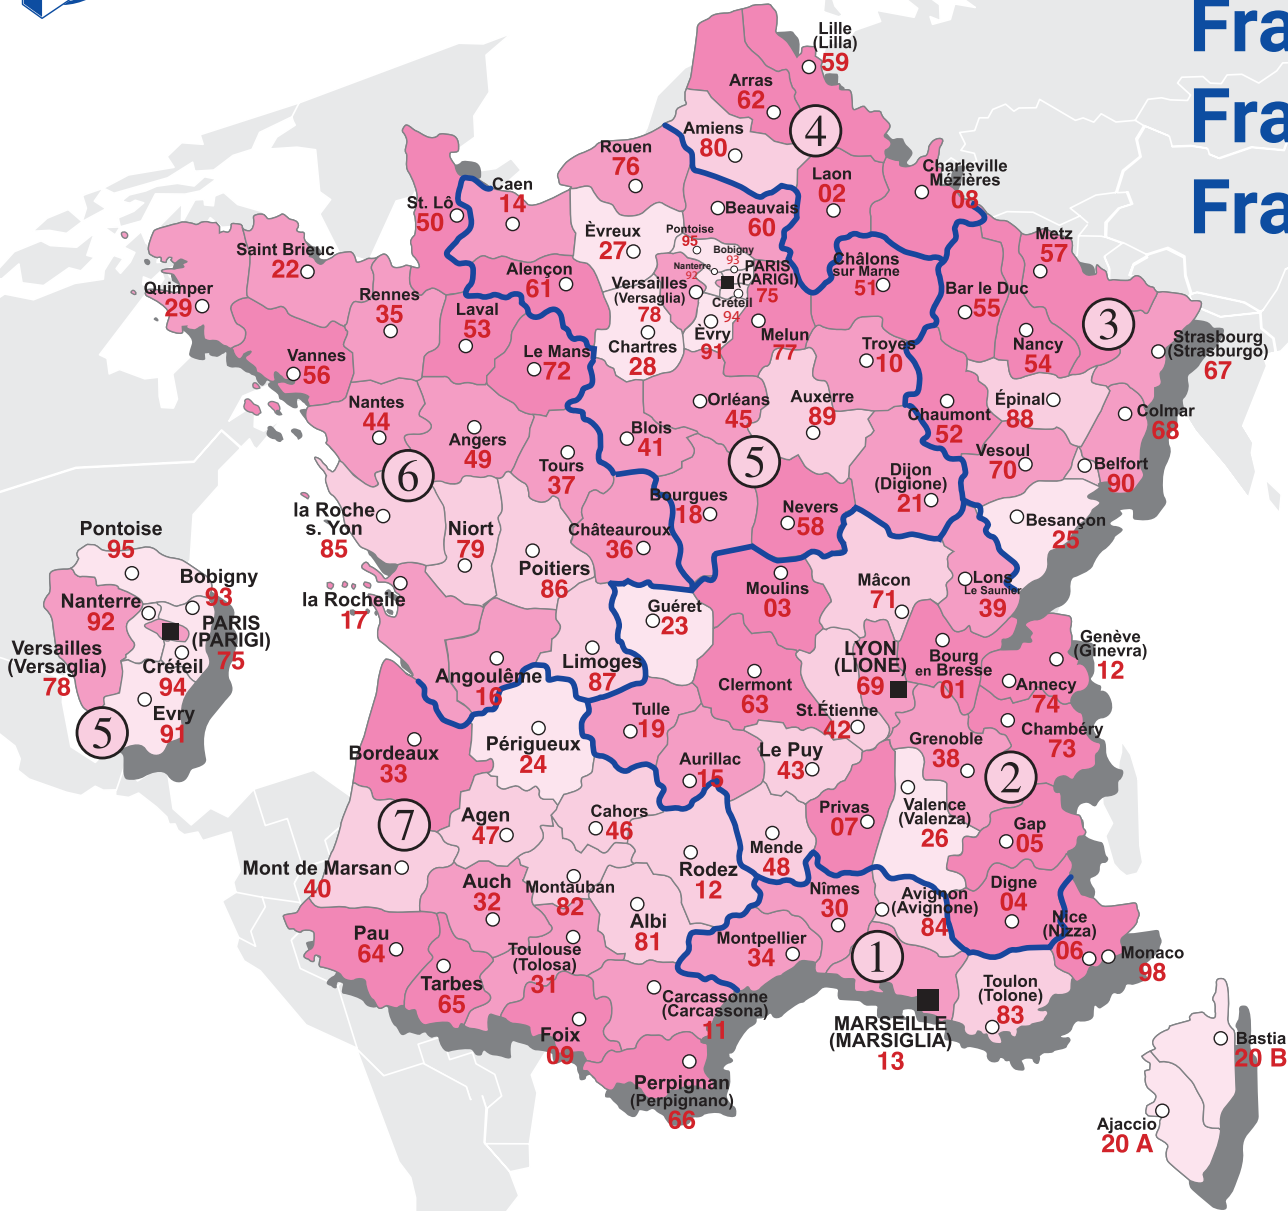 Fra
Fra
Fra
Lille
(Lilla)
59
Arras
62
4
Amiens
80
Rouen
76
Laon
02
Charleville
Mézières
08
Caen
14
St. Lô
50
Beauvais
60
Èvreux
27
Pontoise
95
Bobigny
93
Nanterre
92
PARIS
(PARIGI)
75
Créteil
94
Versailles
(Versaglia)
78
Èvry
91
Melun
77
Chartres
28
Châlons
sur Marne
51
Metz
57
Bar le Duc
55
Nancy
54
3
Strasbourg
(Strasburgo)
67
Saint Brieuc
22
Quimper
29
Rennes
35
Laval
53
Alençon
61
Le Mans
72
Vannes
56
Troyes
10
Nantes
44
Angers
49
Tours
37
Blois
41
Orléans
45
Auxerre
89
Chaumont
52
Épinal
88
Colmar
68
Vesoul
70
Belfort
90
6
5
Dijon
(Digione)
21
Bourgues
18
Nevers
58
Besançon
25
la Roche
s. Yon
85
Niort
79
Poitiers
86
Châteauroux
36
la Rochelle
17
Moulins
03
Mâcon
71
Lons
Le Saunier
39
Guéret
23
Pontoise
95
Bobigny
93
Nanterre
92
PARIS
(PARIGI)
75
Versailles
(Versaglia)
78
Créteil
94
Evry
91
5
Angoulême
16
Limoges
87
Clermont
63
LYON
(LIONE)
69
Bourg
en Bresse
01
Genève
(Ginevra)
12
Annecy
74
Chambéry
73
St.Étienne
42
Grenoble
38
2
Bordeaux
33
Périgueux
24
Tulle
19
Aurillac
15
Le Puy
43
7
Agen
47
Cahors
46
Privas
07
Valence
(Valenza)
26
Gap
05
Mont de Marsan
40
Auch
32
Montauban
82
Rodez
12
Mende
48
Albi
81
Nîmes
30
Avignon
(Avignone)
84
Digne
04
Nice
(Nizza)
06
Monaco
98
Pau
64
Tarbes
65
Toulouse
(Tolosa)
31
Montpellier
34
1
Carcassonne
(Carcassona)
11
Foix
09
Perpignan
(Perpignano)
66
MARSEILLE
(MARSIGLIA)
13
Toulon
(Tolone)
83
Bastia
20 B
Ajaccio
20 A